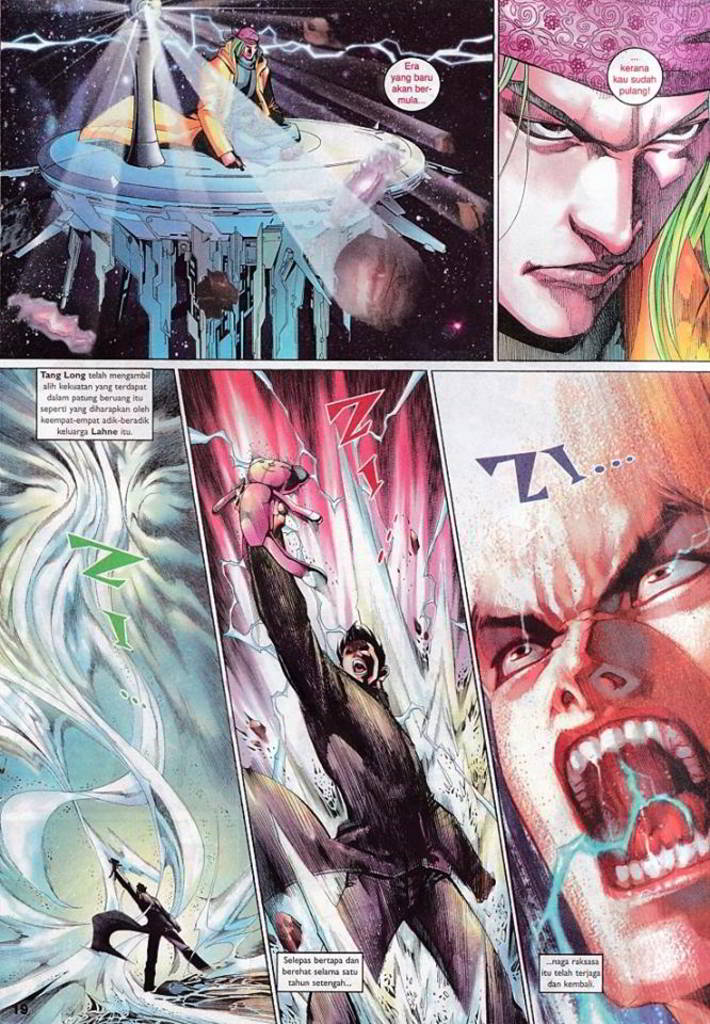 Era
yang baru
akan ber-
mula...
...
kerana
kau sudah
pulang!
Tang Long telah mengambil
alih kekuatan yang terdapat
dalam patung beruang itu
seperti yang diharapkan oleh
keempat-empat adik-beradik
keluarga Lahne itu.
ZI...
ZI
ZI...
Selepas bertapa dan
berehat selama satu
tahun setengah...
...naga raksasa
itu telah terjaga
dan kembali.
19